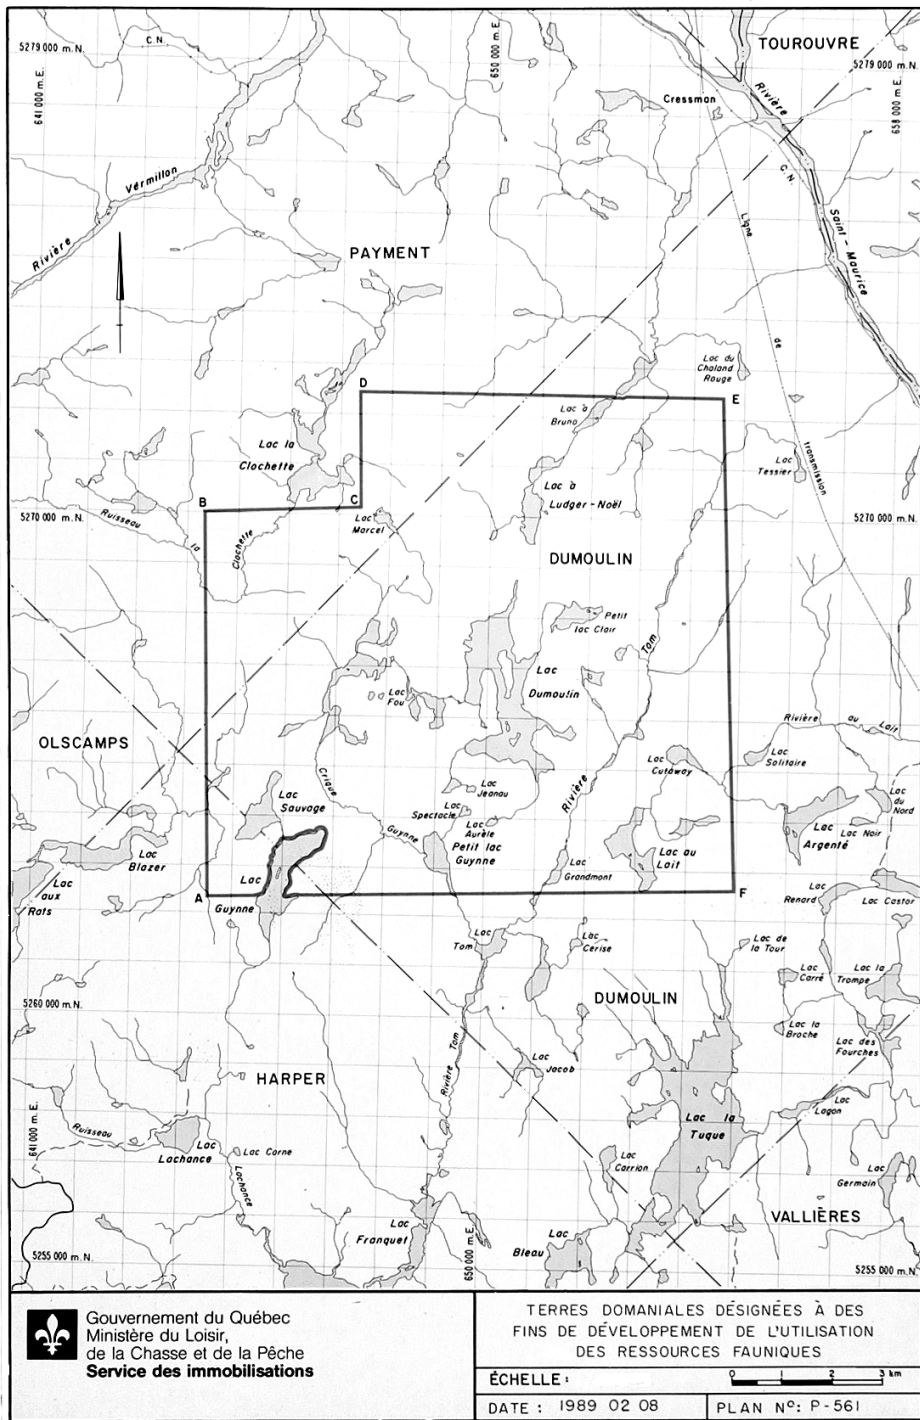 5279 000 m.N.
C.N.
650 000 m.E.
TOUROUVRE
5279 000 m.N.
641 000 m.E.
658 000 m.E.
Cressman
Rivière
C.N.
Vermillon
Rivière
Saint-Maurice
Ligne
PAYMENT
de
Lac du
Chaland
Rouge
D
E
Lac à
Bruno
Lac la
Clochette
Lac
Tessier
transmission
Lac à
Ludger-Noël
B
C
5270 000 m.N.
Ruisseau
la
Clochette
Lac
Marcel
5270 000 m.N.
DUMOULIN
Petit
lac Clair
Tom
Lac
Dumoulin
Lac
Fou
Rivière au Lait
OLSCAMPS
Lac
Solitaire
Lac
Cutaway
Crique
Rivière
Lac
Jeanau
Lac
Sauvage
Lac
Spectacle
Lac
du
Nord
Lac
Aurèle
Guynne
Petit lac
Guynne
Lac Noir
Lac
Argenté
Lac
Blazer
Lac au
Lait
Lac
Grandmont
Lac
aux
Rats
Lac
Guynne
A
F
Lac
Renard
Lac Castor
Lac
Tom
Lac
Cerise
Lac de
la Tour
Lac
Carré
Lac la
Trompe
5260 000 m.N.
DUMOULIN
Lac la
Broche
Lac des
Fourches
Rivière Tom
Lac
Jacob
HARPER
641 000 m.E.
Ruisseau
Lac
Lagon
Lac la
Tuque
Lac
Lachance
Lac Corne
Lachance
Lac
Carrion
Lac
Germain
VALLIÈRES
Lac
Franquet
Lac
Bleau
650 000 m.E.
5255 000 m.N.
5255 000 m.N.
Gouvernement du Québec
Ministère du Loisir,
de la Chasse et de la Pêche
Service des immobilisations
TERRES DOMANIALES DÉSIGNÉES À DES
FINS DE DÉVELOPPEMENT DE L'UTILISATION
DES RESSOURCES FAUNIQUES
ÉCHELLE :
0 1 2 3 km
DATE : 1989 02 08
PLAN Nº: P-561